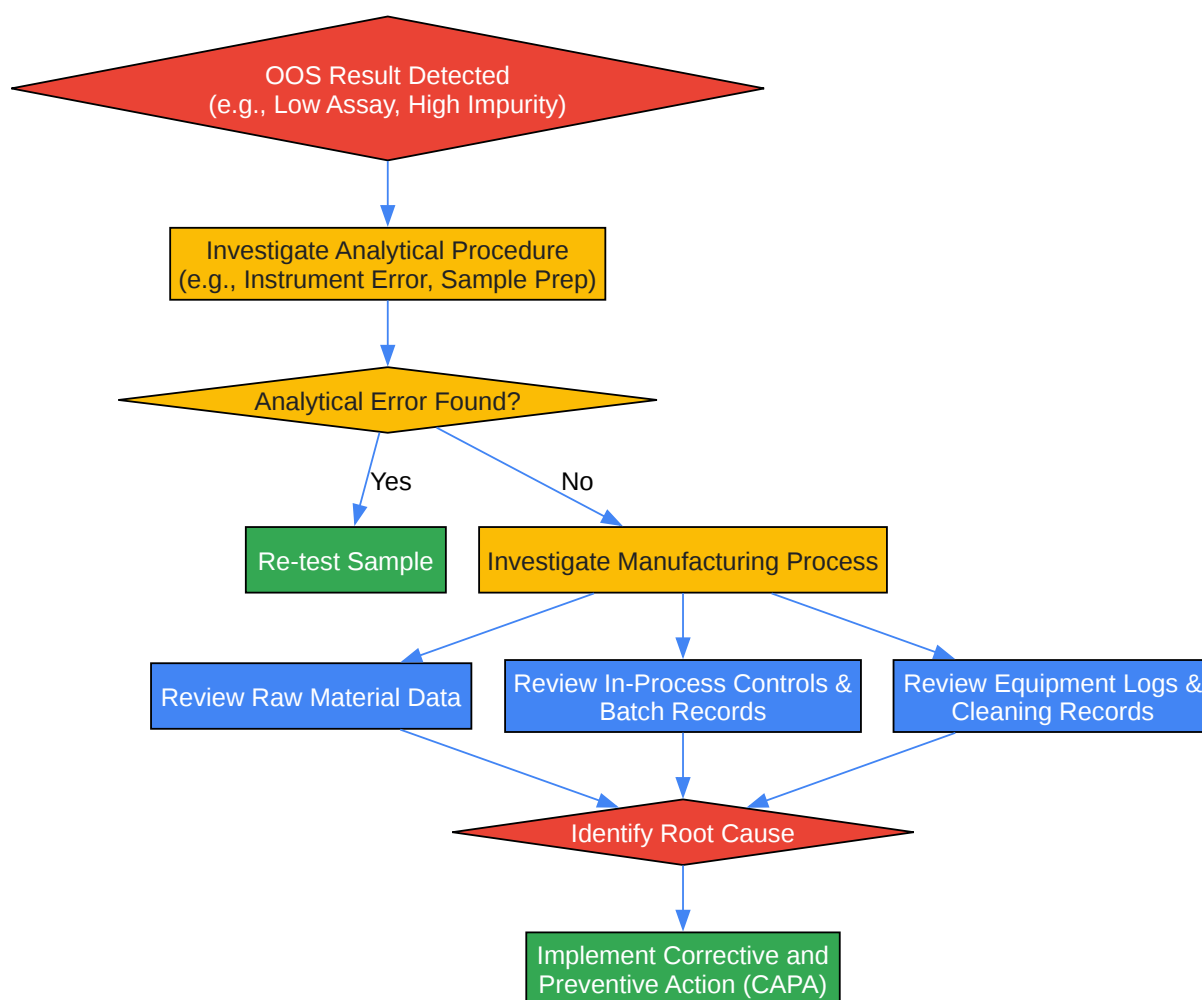 OOS Result Detected
(e.g., Low Assay, High Impurity)
Investigate Analytical Procedure
(e.g., Instrument Error, Sample Prep)
Analytical Error Found?
Yes
No
Re-test Sample
Investigate Manufacturing Process
Review Raw Material Data
Review In-Process Controls &
Batch Records
Review Equipment Logs &
Cleaning Records
Identify Root Cause
Implement Corrective and
Preventive Action (CAPA)